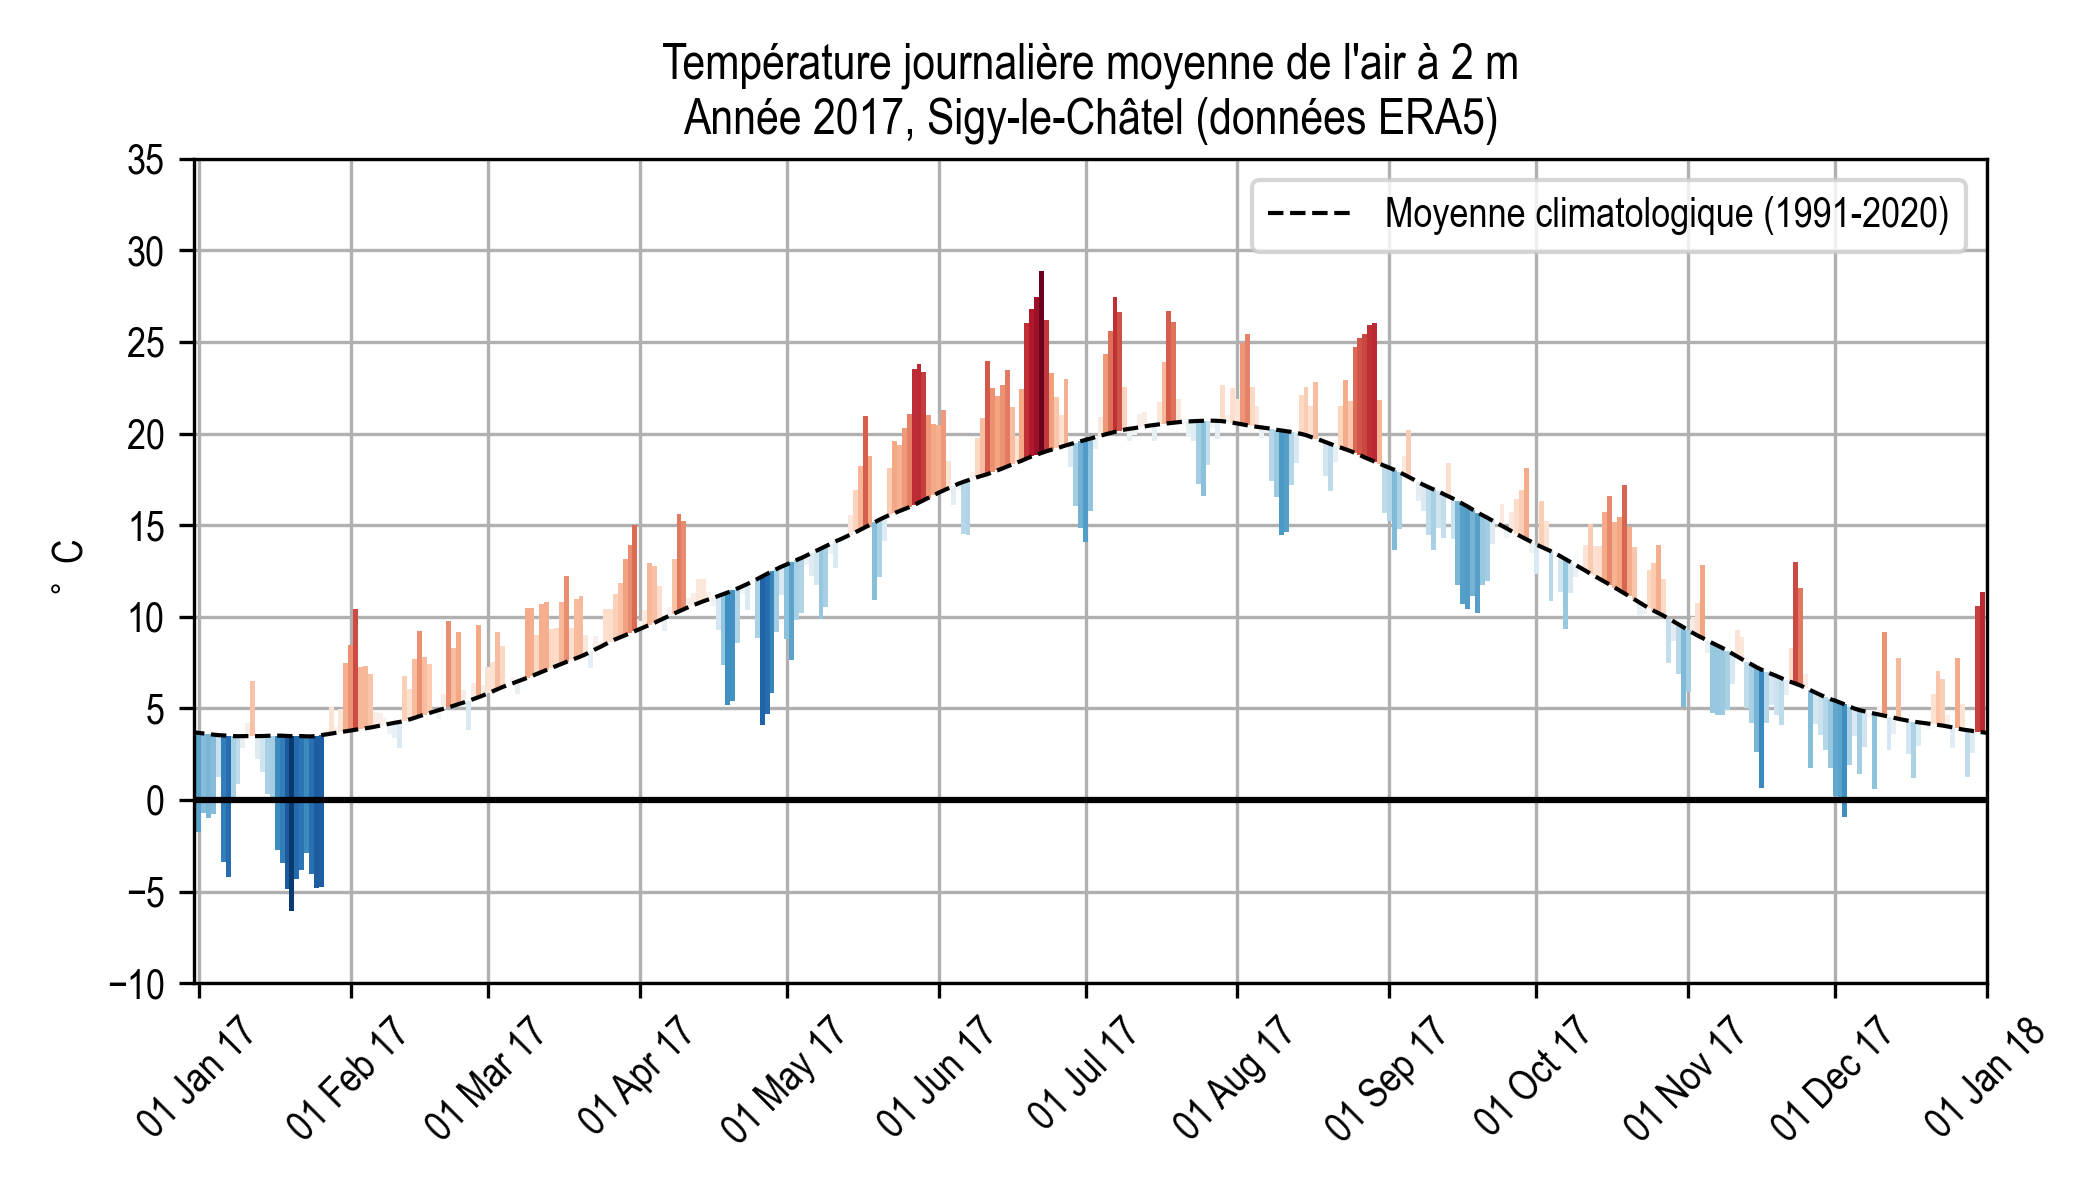 Température journalière moyenne de l'air à 2 m
Année 2017, Sigy-le-Châtel (données ERA5)
35
30
25
20
15
10
5
0
−5
−10
° C
Moyenne climatologique (1991-2020)
01 Jan 17
01 Feb 17
01 Mar 17
01 Apr 17
01 May 17
01 Jun 17
01 Jul 17
01 Aug 17
01 Sep 17
01 Oct 17
01 Nov 17
01 Dec 17
01 Jan 18